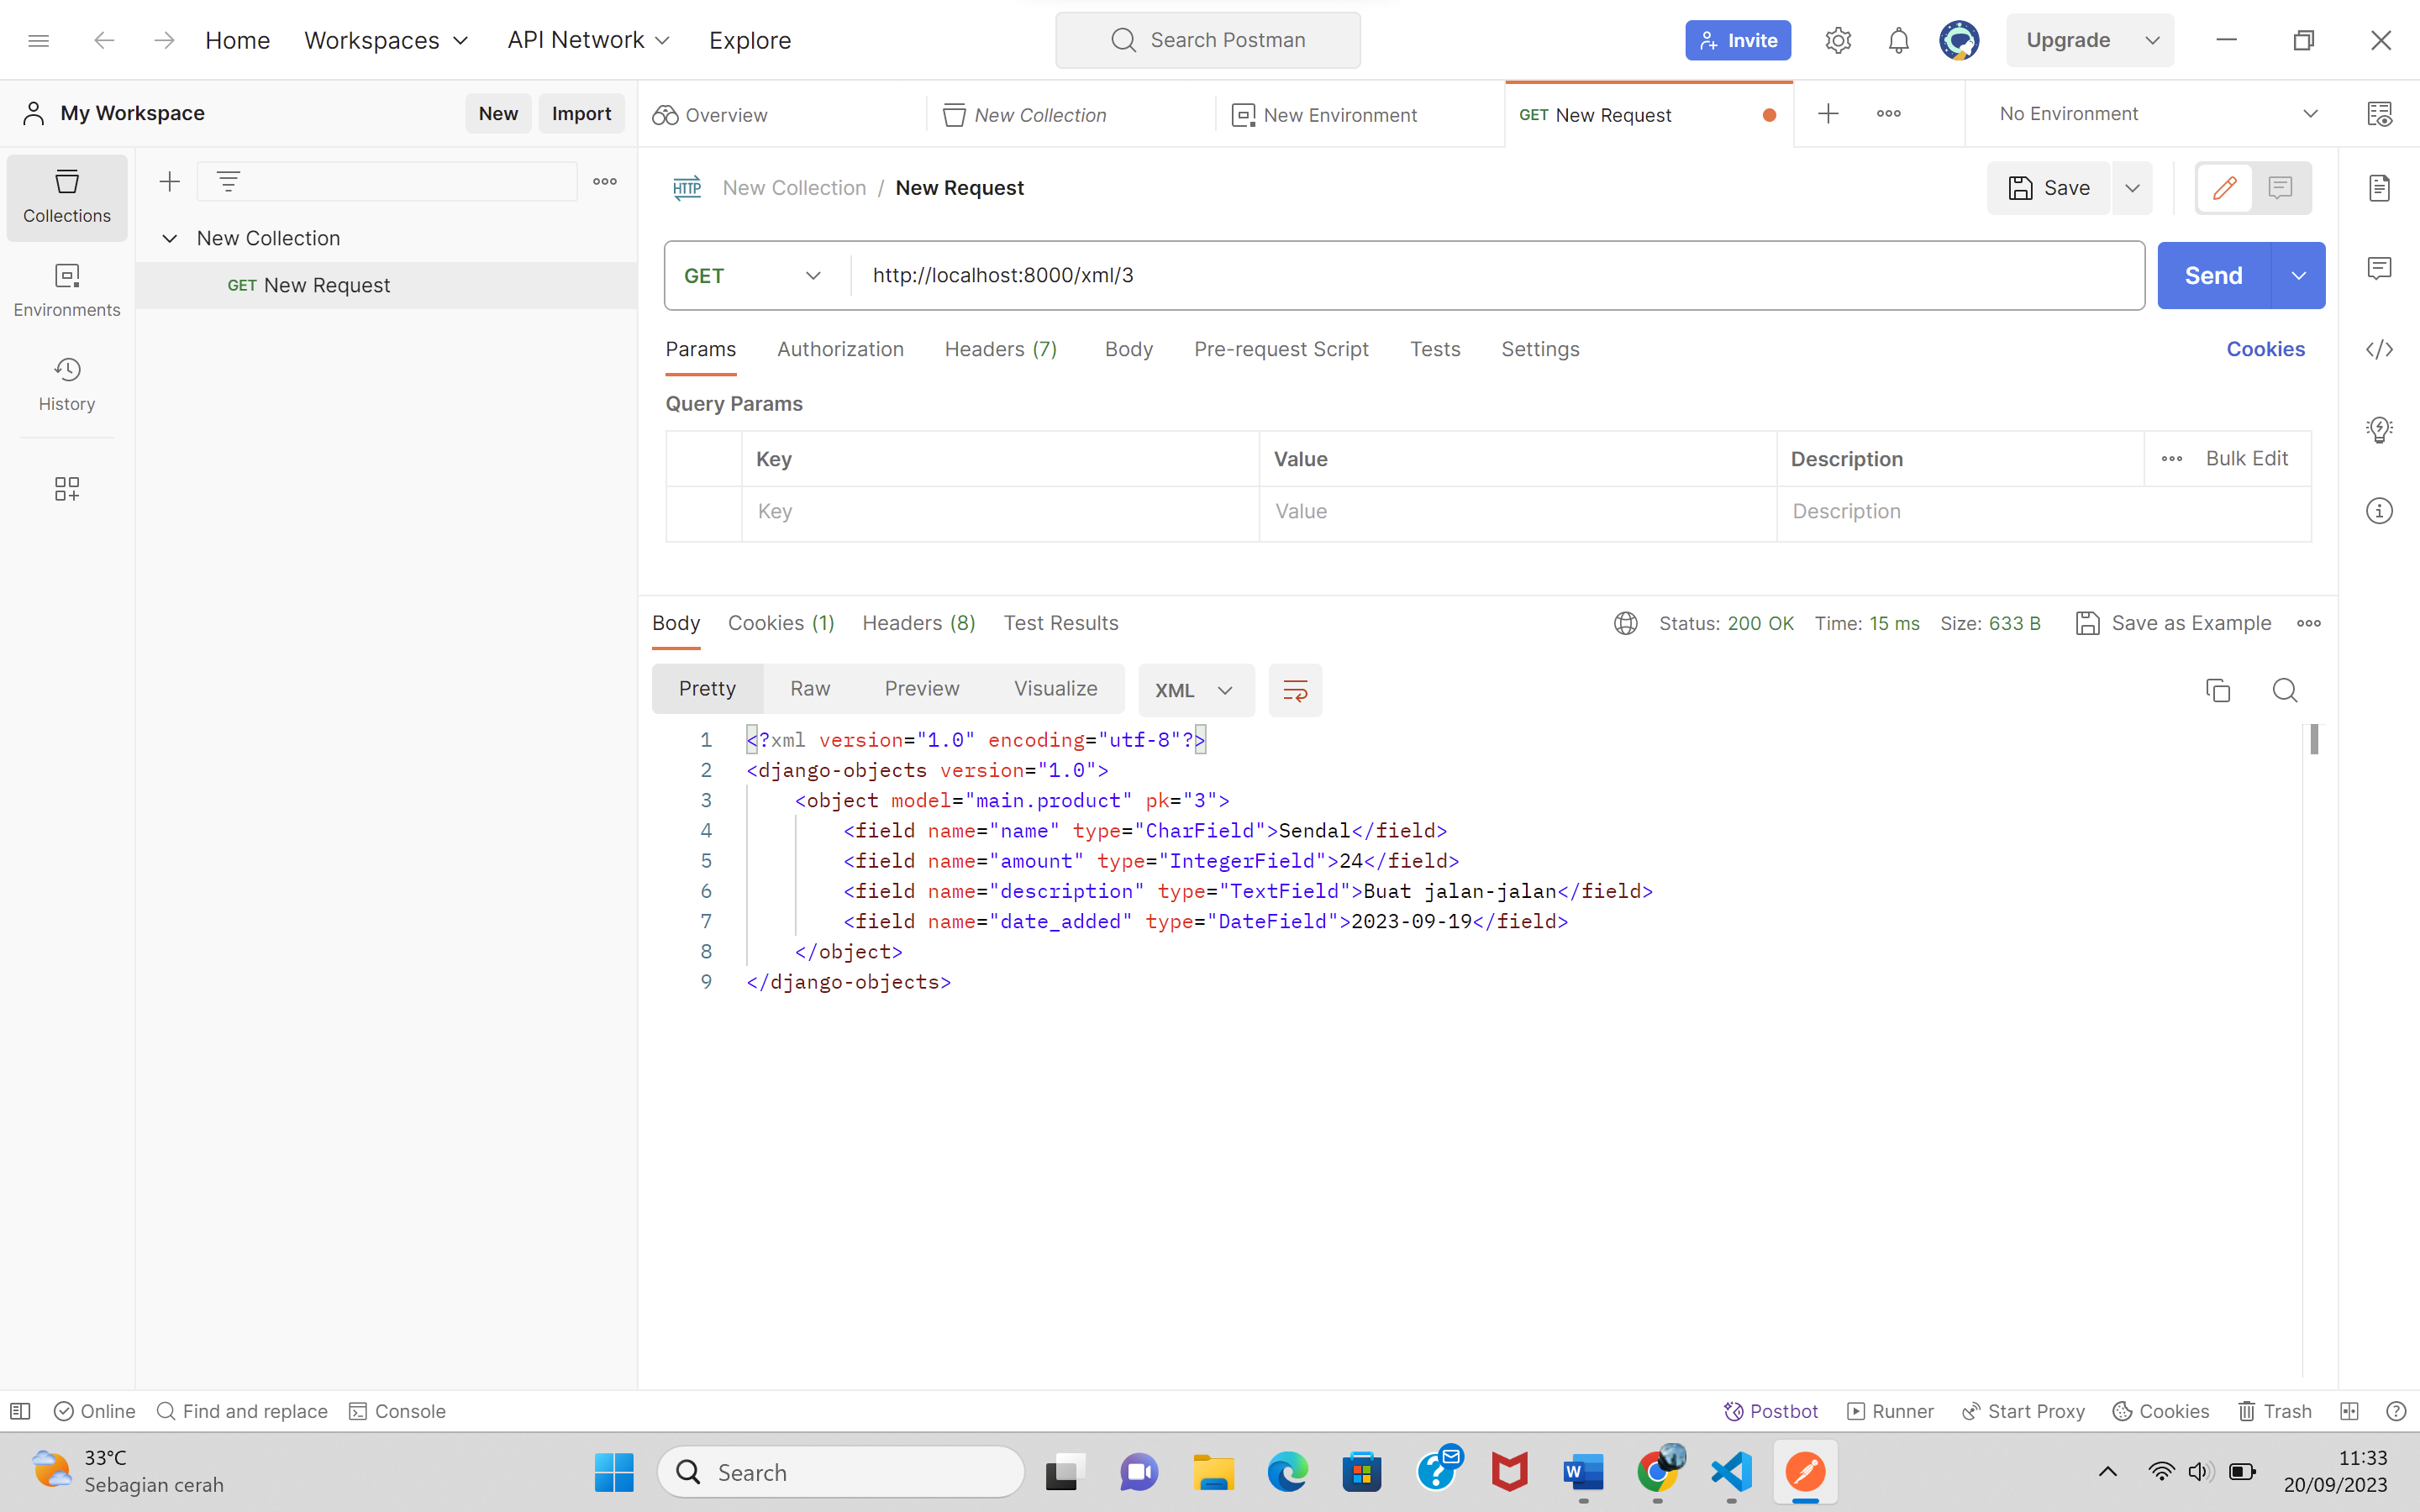 Home Workspaces API Network Explore Search Postman Invite Upgrade
My Workspace New Import Overview New Collection New Environment GET New Request No Environment
Collections
New Collection
GET New Request
Environments
History
HTTP New Collection / New Request Save
GET http://localhost:8000/xml/3 Send
Params Authorization Headers (7) Body Pre-request Script Tests Settings Cookies
Query Params
Key Value Description Bulk Edit
Key Value Description
Body Cookies (1) Headers (8) Test Results Status: 200 OK Time: 15 ms Size: 633 B Save as Example
Pretty Raw Preview Visualize XML
1 <?xml version="1.0" encoding="utf-8"?>
2 <django-objects version="1.0">
3 <object model="main.product" pk="3">
4 <field name="name" type="CharField">Sendal</field>
5 <field name="amount" type="IntegerField">24</field>
6 <field name="description" type="TextField">Buat jalan-jalan</field>
7 <field name="date_added" type="DateField">2023-09-19</field>
8 </object>
9 </django-objects>
Online Find and replace Console Postbot Runner Start Proxy Cookies Trash
33°C
Sebagian cerah
Search
W
11:33
20/09/2023